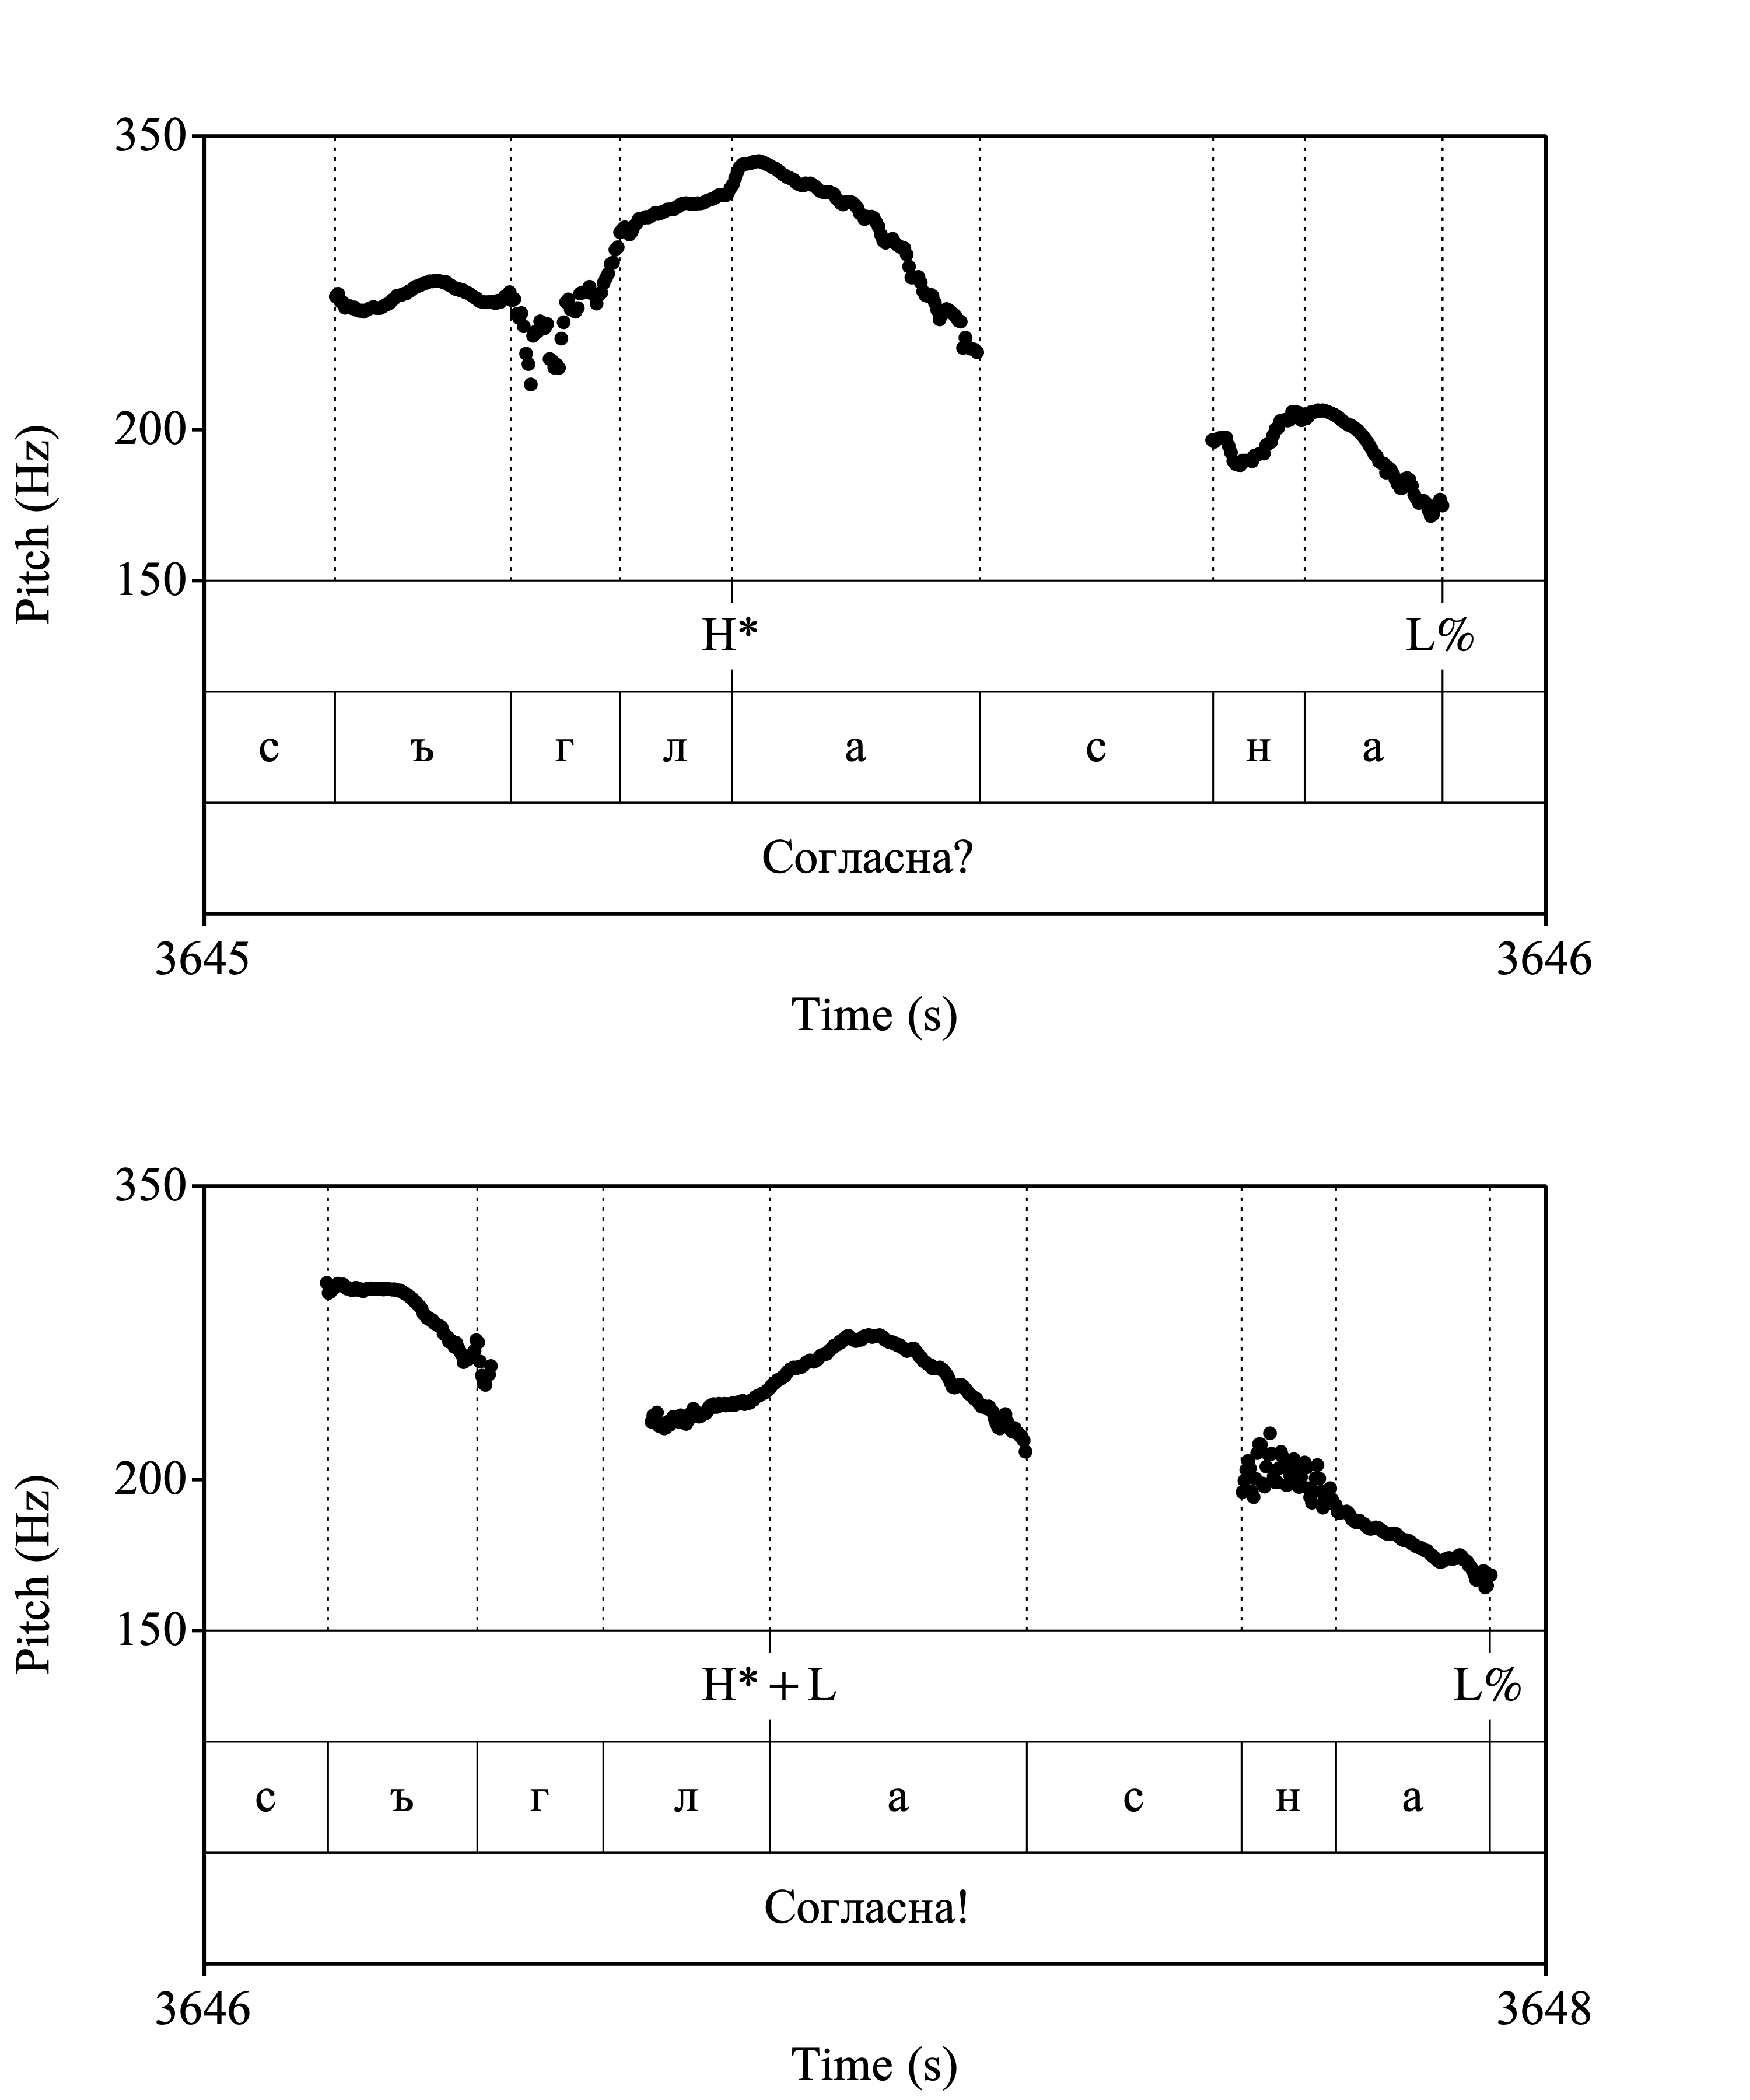 350
200
150
Pitch (Hz)
H* L%
с ъ г л а с н а
Согласна?
3645 3646
Time (s)
350
200
150
Pitch (Hz)
H*+L L%
с ъ г л а с н а
Согласна!
3646 3648
Time (s)